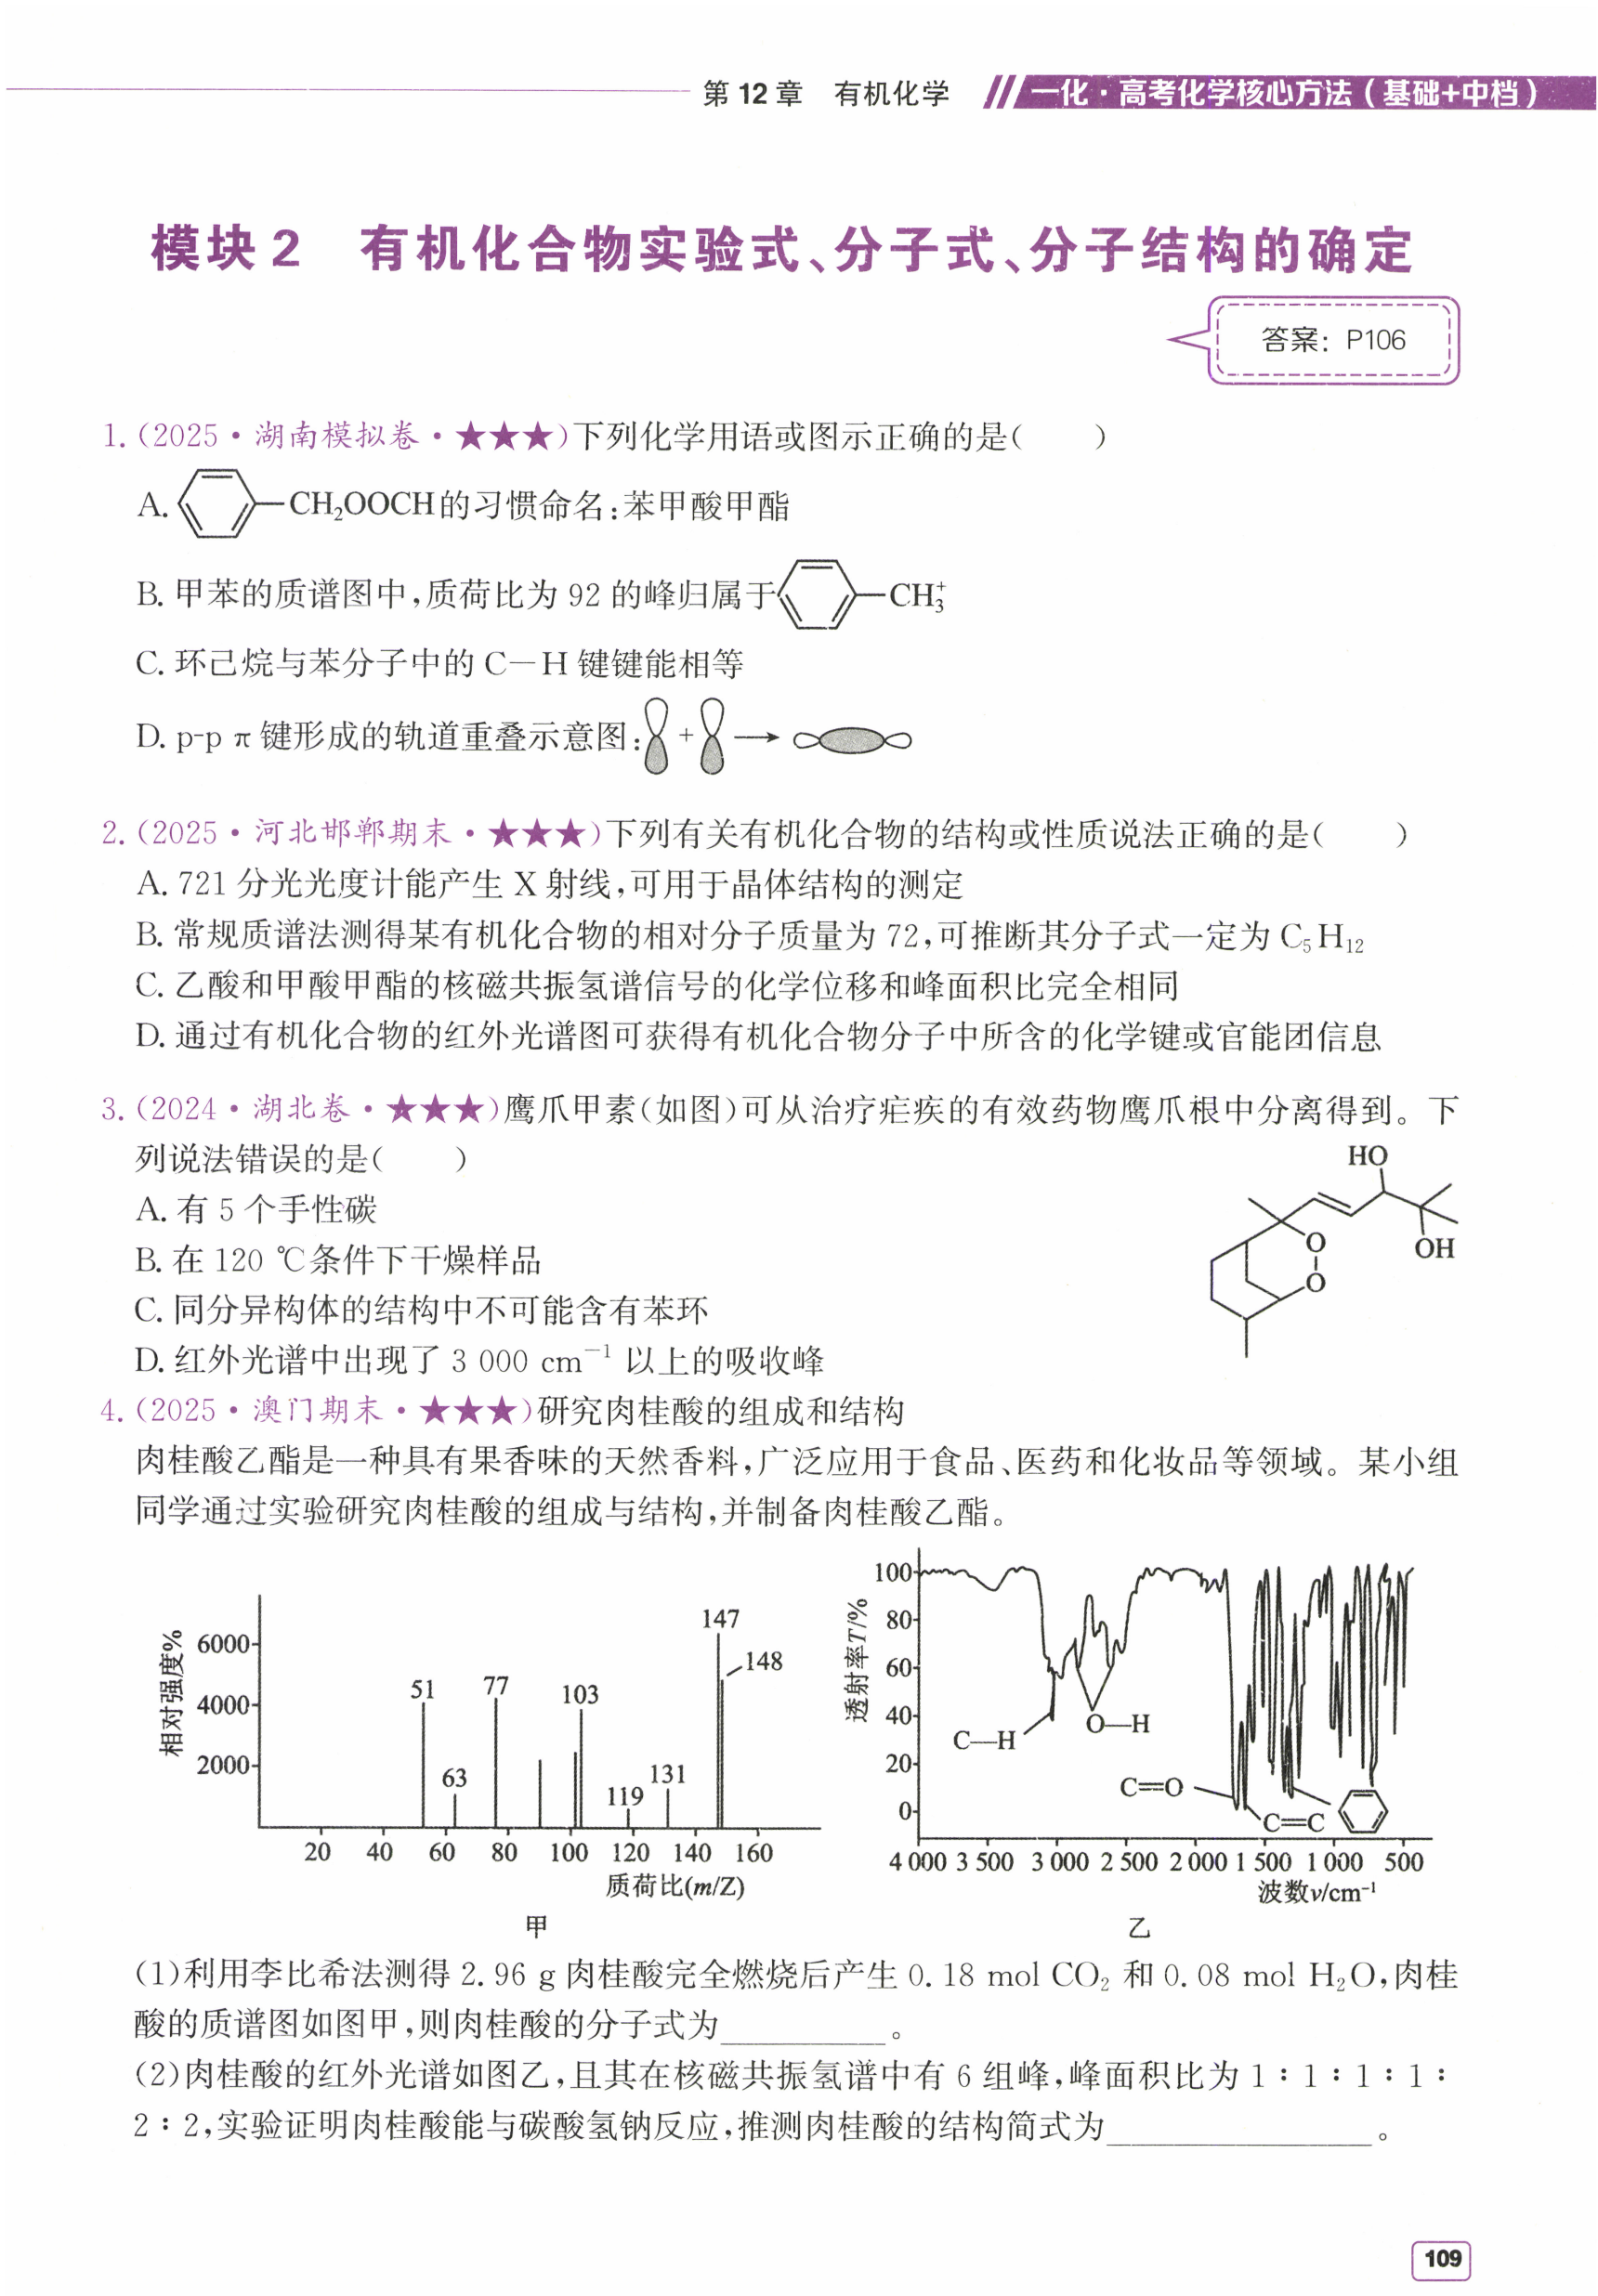 第12章 有机化学 一化·高考化学核心方法(基础+中档)
模块2 有机化合物实验式、分子式、分子结构的确定
答案:P106
1.(2025·湖南模拟卷·★★★)下列化学用语或图示正确的是( )
A. —CH₂OOCH的习惯命名:苯甲酸甲酯
B. 甲苯的质谱图中,质荷比为 92 的峰归属于 —CH₃⁺
C. 环己烷与苯分子中的 C—H 键键能相等
D. p-p π 键形成的轨道重叠示意图: + →
2.(2025·河北邯郸期末·★★★)下列有关有机化合物的结构或性质说法正确的是( )
A. 721 分光光度计能产生 X 射线,可用于晶体结构的测定
B. 常规质谱法测得某有机化合物的相对分子质量为 72,可推断其分子式一定为 C₅H₁₂
C. 乙酸和甲酸甲酯的核磁共振氢谱信号的化学位移和峰面积比完全相同
D. 通过有机化合物的红外光谱图可获得有机化合物分子中所含的化学键或官能团信息
3.(2024·湖北卷·★★★)鹰爪甲素(如图)可从治疗疟疾的有效药物鹰爪根中分离得到。下
列说法错误的是( )
HO
O
O
OH
A. 有 5 个手性碳
B. 在 120 ℃条件下干燥样品
C. 同分异构体的结构中不可能含有苯环
D. 红外光谱中出现了 3 000 cm⁻¹ 以上的吸收峰
4.(2025·澳门期末·★★★)研究肉桂酸的组成和结构
肉桂酸乙酯是一种具有果香味的天然香料,广泛应用于食品、医药和化妆品等领域。某小组
同学通过实验研究肉桂酸的组成与结构,并制备肉桂酸乙酯。
相对强度%
6000
4000
2000
51
63
77
103
119
131
147
148
20 40 60 80 100 120 140 160
质荷比(m/Z)
甲
透射率T/%
100
80
60
40
20
0
C—H
O—H
C=O
C=C
4 000 3 500 3 000 2 500 2 000 1 500 1 000 500
波数ν/cm⁻¹
乙
(1)利用李比希法测得 2.96 g 肉桂酸完全燃烧后产生 0.18 mol CO₂ 和 0.08 mol H₂O,肉桂
酸的质谱图如图甲,则肉桂酸的分子式为__________。
(2)肉桂酸的红外光谱如图乙,且其在核磁共振氢谱中有 6 组峰,峰面积比为 1∶1∶1∶1∶
2∶2,实验证明肉桂酸能与碳酸氢钠反应,推测肉桂酸的结构简式为________________。
109